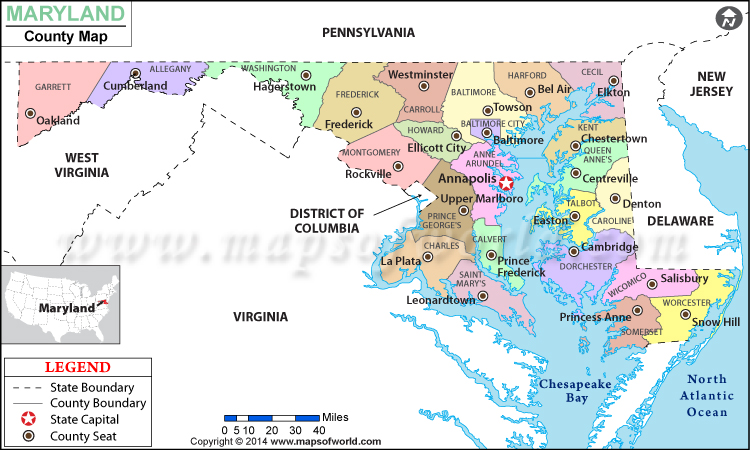 MARYLAND
County Map
PENNSYLVANIA
NEW
JERSEY
WEST
VIRGINIA
VIRGINIA
DELAWARE
DISTRICT OF
COLUMBIA
GARRETT
Oakland
ALLEGANY
Cumberland
WASHINGTON
Hagerstown
FREDERICK
Frederick
Westminster
CARROLL
BALTIMORE
Towson
HARFORD
Bel Air
CECIL
Elkton
BALTIMORE CITY
Baltimore
HOWARD
Ellicott City
MONTGOMERY
Rockville
ANNE
ARUNDEL
Annapolis
KENT
Chestertown
QUEEN
ANNE'S
Centreville
Upper Marlboro
PRINCE
GEORGE'S
TALBOT
Easton
Denton
CAROLINE
CHARLES
La Plata
CALVERT
Prince
Frederick
Cambridge
DORCHESTER
SAINT
MARY'S
Leonardtown
WICOMICO
Salisbury
Princess Anne
SOMERSET
WORCESTER
Snow Hill
Chesapeake
Bay
North
Atlantic
Ocean
Maryland
LEGEND
State Boundary
County Boundary
State Capital
County Seat
0 5 10 20 30 40 Miles
Copyright © 2014 www.mapsofworld.com
www.mapsofworld.com